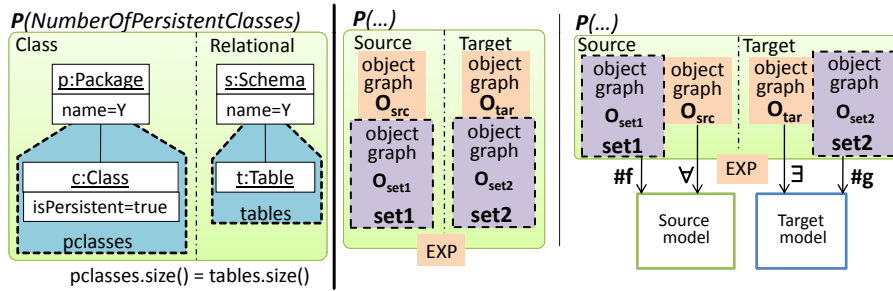 P(NumberOfPersistentClasses)
Class
Relational
p:Package
name=Y
s:Schema
name=Y
c:Class
isPersistent=true
t:Table
tables
pclasses
pclasses.size() = tables.size()
P(...)
Source
Target
object
graph
Osrc
object
graph
Otar
object
graph
Oset1
set1
object
graph
Oset2
set2
EXP
P(...)
Source
Target
object
graph
Oset1
set1
object
graph
Osrc
object
graph
Otar
object
graph
Oset2
set2
EXP
#f
∀
∃
#g
Source
model
Target
model